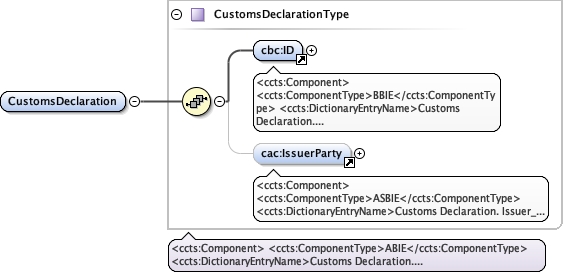 CustomsDeclarationType
cbc:ID
<ccts:Component>
<ccts:ComponentType>BBIE</ccts:ComponentTy
pe> <ccts:DictionaryEntryName>Customs
Declaration....
CustomsDeclaration
cac:IssuerParty
<ccts:Component>
<ccts:ComponentType>ASBIE</ccts:ComponentType>
<ccts:DictionaryEntryName>Customs Declaration. Issuer_...
<ccts:Component> <ccts:ComponentType>ABIE</ccts:ComponentType>
<ccts:DictionaryEntryName>Customs Declaration....